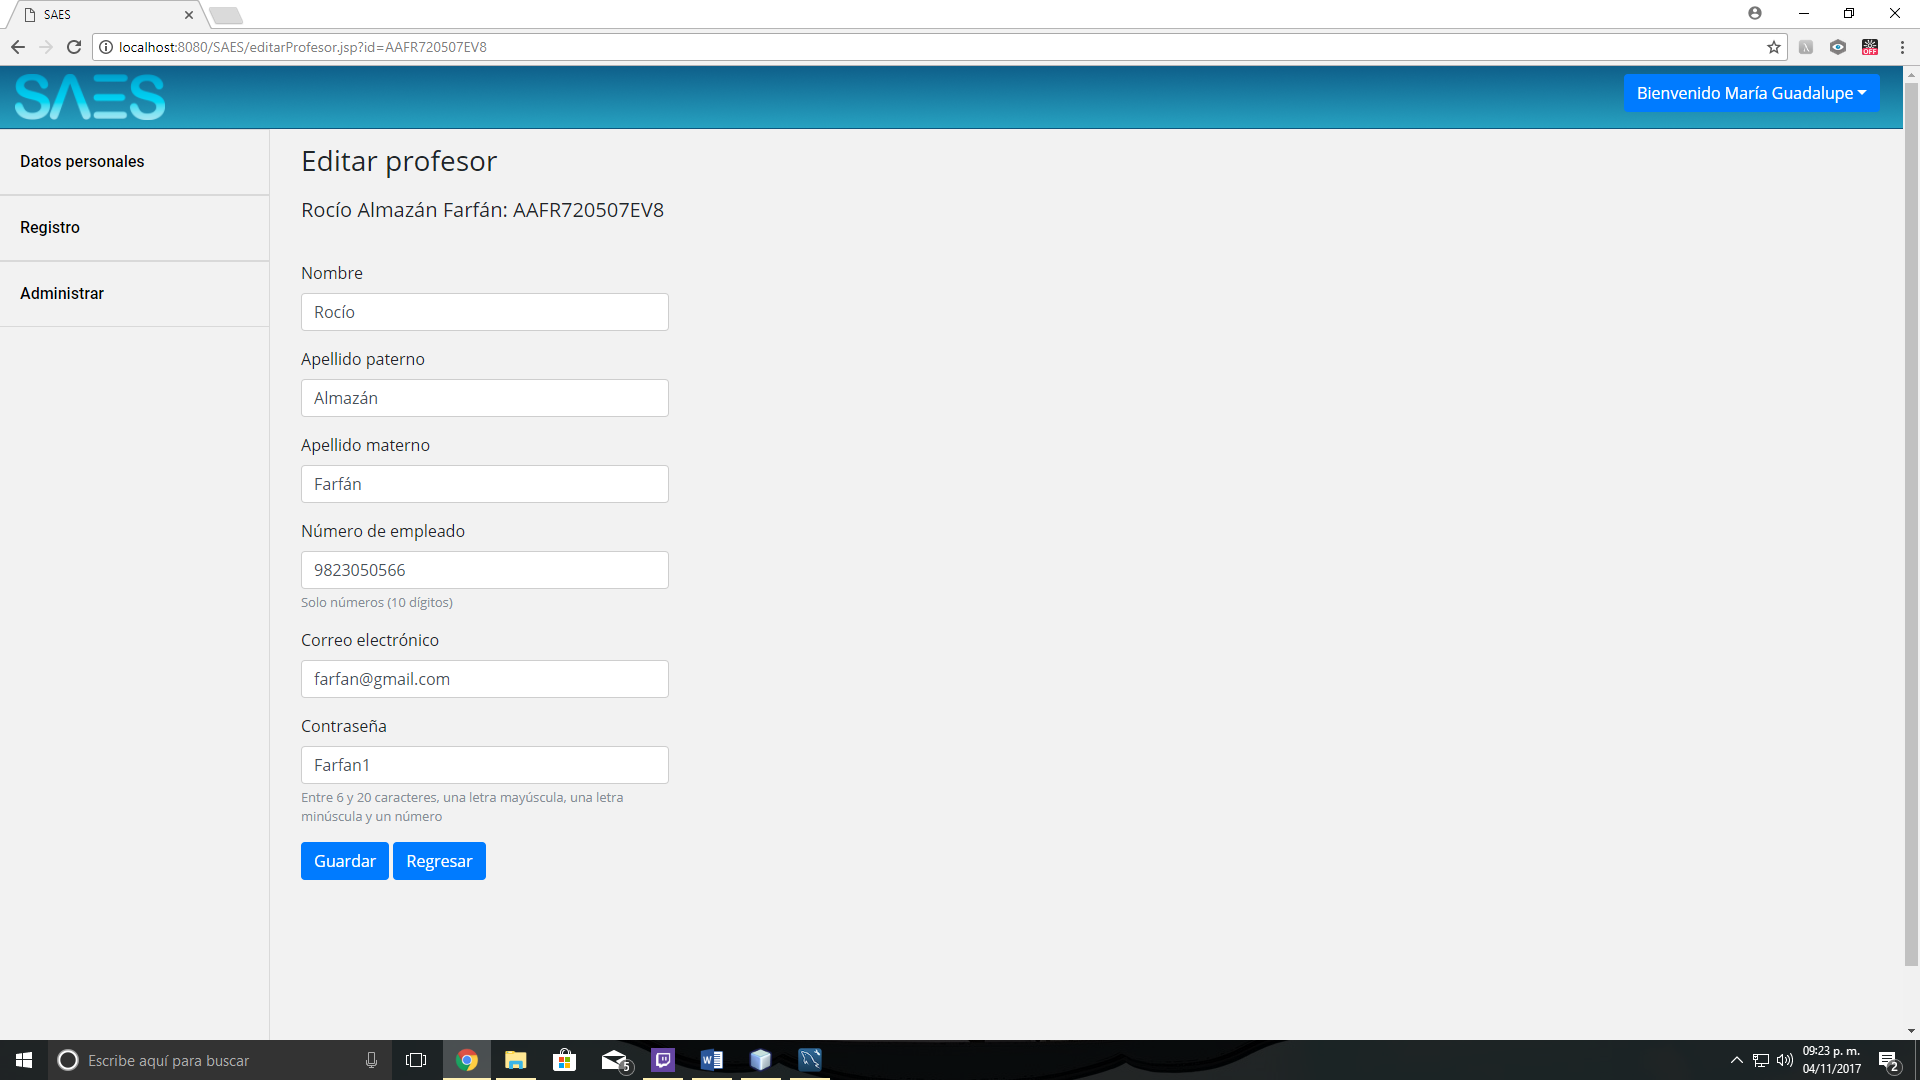 SAES
localhost:8080/SAES/editarProfesor.jsp?id=AAFR720507EV8
OFF
SAES
Bienvenido María Guadalupe
Datos personales
Registro
Administrar
Editar profesor
Rocío Almazán Farfán: AAFR720507EV8
Nombre
Rocío
Apellido paterno
Almazán
Apellido materno
Farfán
Número de empleado
9823050566
Solo números (10 dígitos)
Correo electrónico
farfan@gmail.com
Contraseña
Farfan1
Entre 6 y 20 caracteres, una letra mayúscula, una letra
minúscula y un número
Guardar
Regresar
Escribe aquí para buscar
5
W
09:23 p. m.
04/11/2017
2